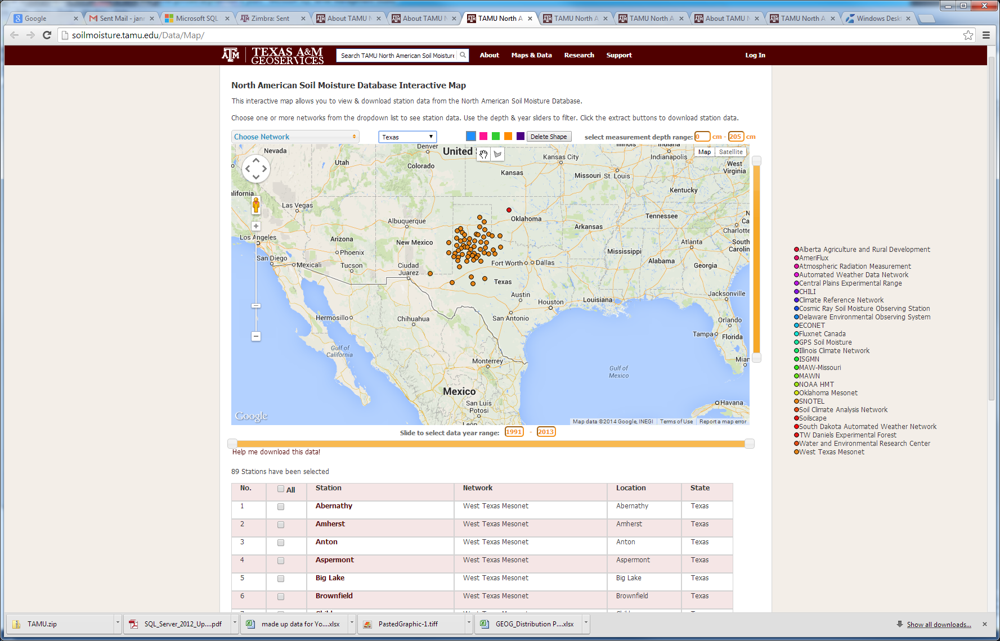 Google
Sent Mail - janr
Microsoft SQL
Zimbra: Sent
About TAMU N
About TAMU N
TAMU North A
TAMU North A
TAMU North A
About TAMU N
TAMU North A
Windows Desk
soilmoisture.tamu.edu/Data/Map/
TEXAS A&M
GEOSERVICES
Search TAMU North American Soil Moisture
About
Maps & Data
Research
Support
Log In
North American Soil Moisture Database Interactive Map
This interactive map allows you to view & download station data from the North American Soil Moisture Database.
Choose one or more networks from the dropdown list to see station data. Use the depth & year sliders to filter. Click the extract buttons to download station data.
Choose Network
Texas
Delete Shape
select measurement depth range: 0 cm - 205 cm
Map
Satellite
United
Denver
Nevada
Utah
Colorado
Kansas City
Kansas
Illinois
Indiana
Indianapolis
West
Virginia
Missouri
St. Louis
Kentucky
alifornia
Las Vegas
Albuquerque
Oklahoma
Tennessee
Arkansas
Charlotte
Los Angeles
Arizona
New Mexico
Phoenix
Mississippi
Atlanta
South
Carolin
San Diego
Mexicali
Tucson
Ciudad
Juarez
Fort Worth
Dallas
Alabama
Georgia
Texas
Austin
Houston
Louisiana
Jacksonville
Hermosillo
Chihuahua
San Antonio
Orlando
Tampa
Florida
Gulf of
California
Monterrey
Gulf of
Mexico
Mian
Mexico
San Luis
Potosi
León
Havana
Google
Map data ©2014 Google, INEGI
Terms of Use
Report a map error
Alberta Agriculture and Rural Development
AmeriFlux
Atmospheric Radiation Measurement
Automated Weather Data Network
Central Plains Experimental Range
CHILI
Climate Reference Network
Cosmic Ray Soil Moisture Observing Station
Delaware Environmental Observing System
ECONET
Fluxnet Canada
GPS Soil Moisture
Illinois Climate Network
ISGMN
MAW-Missouri
MAWN
NOAA HMT
Oklahoma Mesonet
SNOTEL
Soil Climate Analysis Network
Soilscape
South Dakota Automated Weather Network
TW Daniels Experimental Forest
Water and Environmental Research Center
West Texas Mesonet
Slide to select data year range: 1991 - 2013
Help me download this data!
89 Stations have been selected
No. All Station Network Location State
1 Abernathy West Texas Mesonet Abernathy Texas
2 Amherst West Texas Mesonet Amherst Texas
3 Anton West Texas Mesonet Anton Texas
4 Aspermont West Texas Mesonet Aspermont Texas
5 Big Lake West Texas Mesonet Big Lake Texas
6 Brownfield West Texas Mesonet Brownfield Texas
TAMU.zip
SQL_Server_2012_Up....pdf
made up data for Yo....xlsx
PastedGraphic-1.tiff
GEOG_Distribution P....xlsx
Show all downloads...